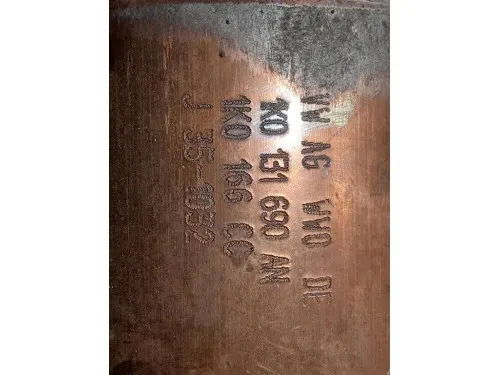 VW AG WVO DE
1K0 131 690 AN
1K0 166 CC
J 35-1032